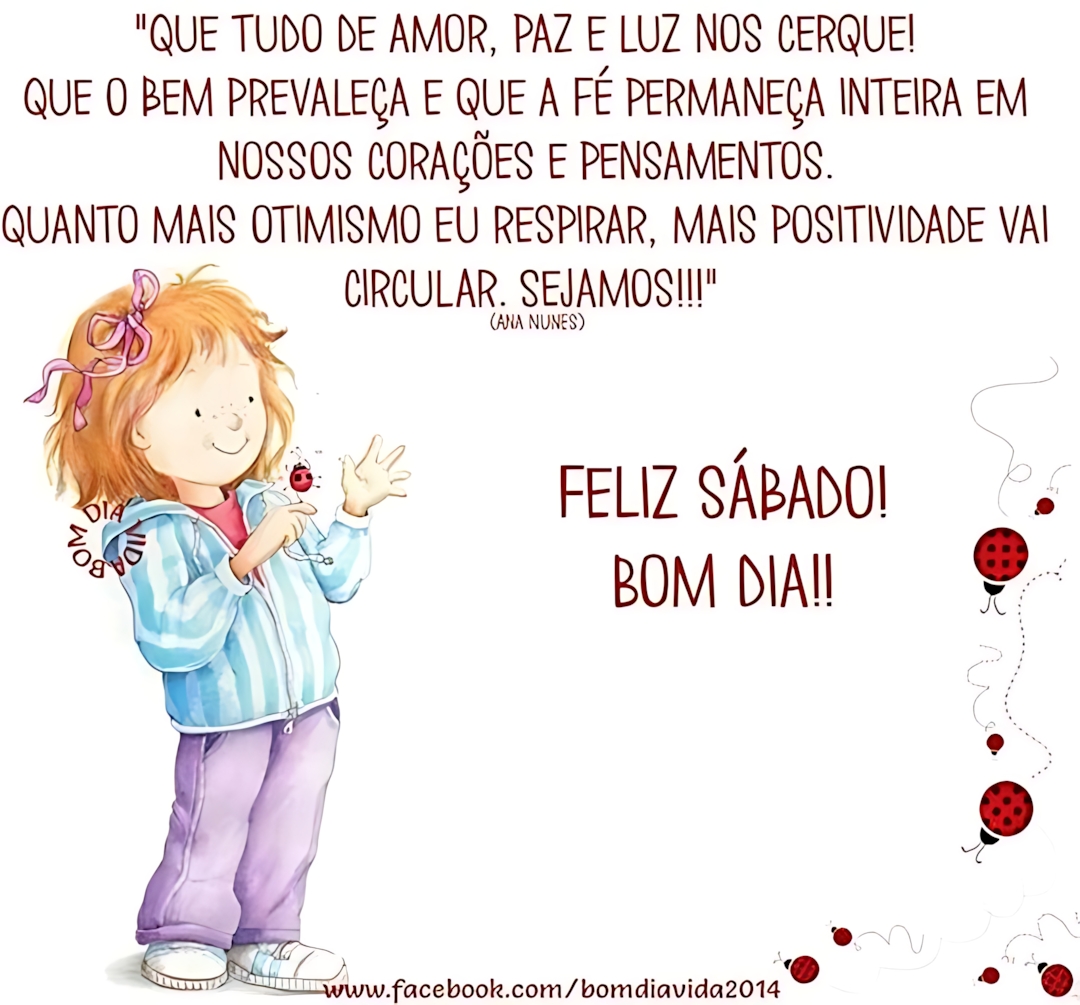 "QUE TUDO DE AMOR, PAZ E LUZ NOS CERQUE!
QUE O BEM PREVALEÇA E QUE A FÉ PERMANEÇA INTEIRA EM
NOSSOS CORAÇÕES E PENSAMENTOS.
QUANTO MAIS OTIMISMO EU RESPIRAR, MAIS POSITIVIDADE VAI
CIRCULAR. SEJAMOS!!!"
(ANA NUNES)
FELIZ SÁBADO!
BOM DIA!!
BOM DIA VIDA
www.facebook.com/bomdiavida2014